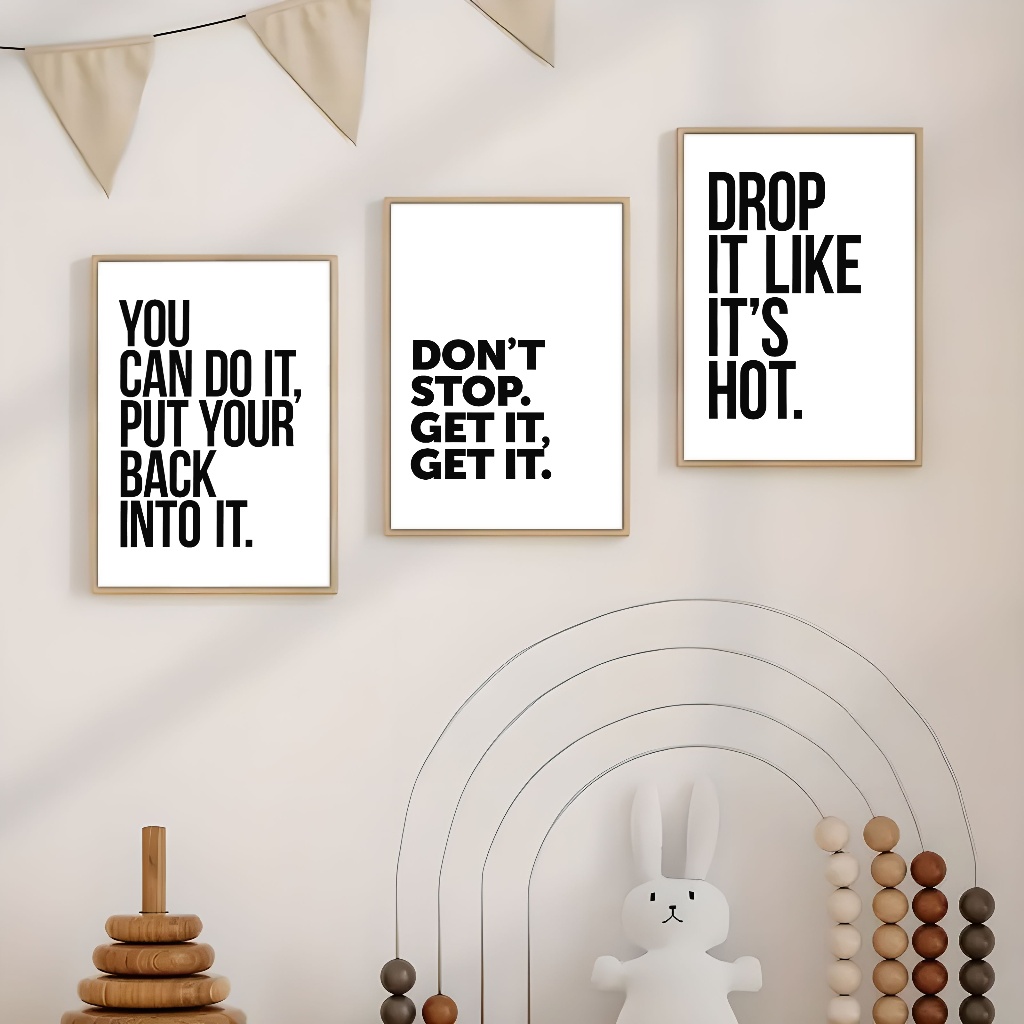 YOU
CAN DO IT,
PUT YOUR
BACK
INTO IT.
DON'T
STOP.
GET IT,
GET IT.
DROP
IT LIKE
IT'S
HOT.